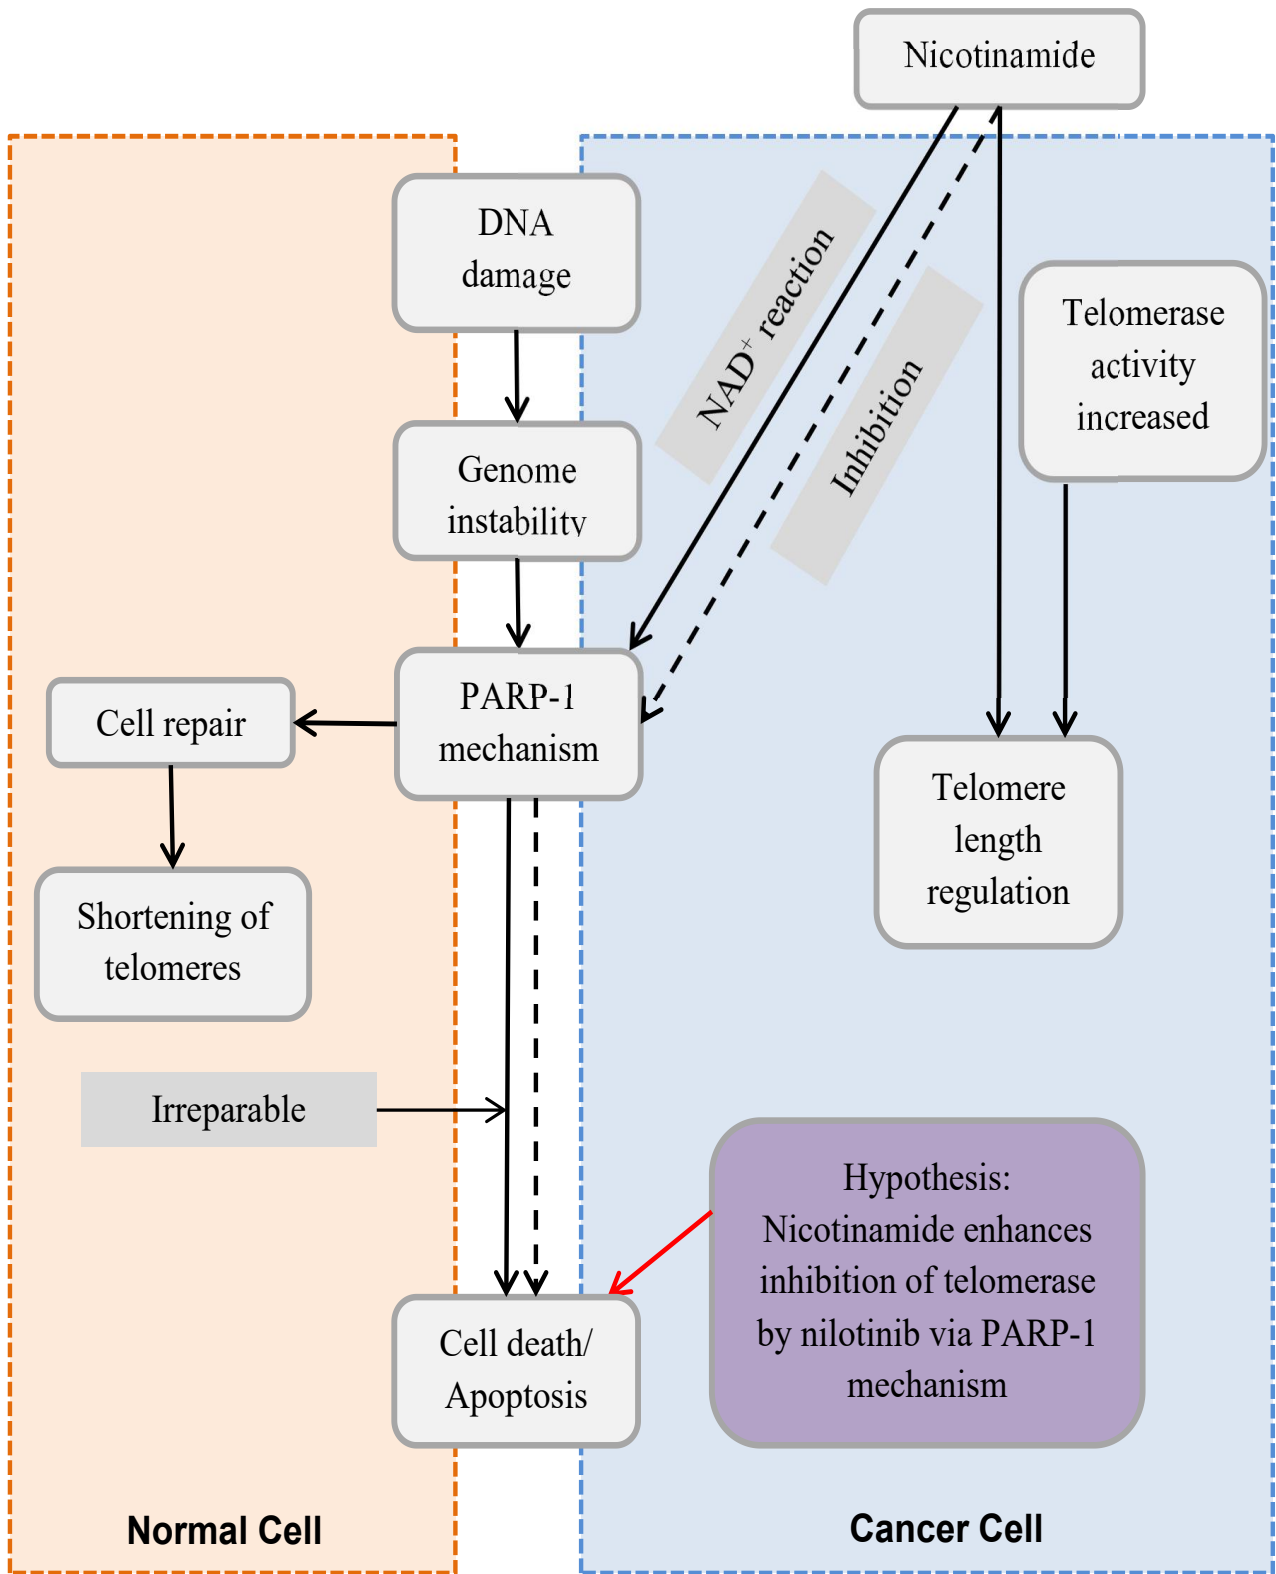 Nicotinamide
DNA
damage
NAD⁺ reaction
Inhibition
Telomerase
activity
increased
Genome
instability
Cell repair
PARP-1
mechanism
Telomere
length
regulation
Shortening of
telomeres
Irreparable
Hypothesis:
Nicotinamide enhances
inhibition of telomerase
by nilotinib via PARP-1
mechanism
Cell death/
Apoptosis
Normal Cell
Cancer Cell